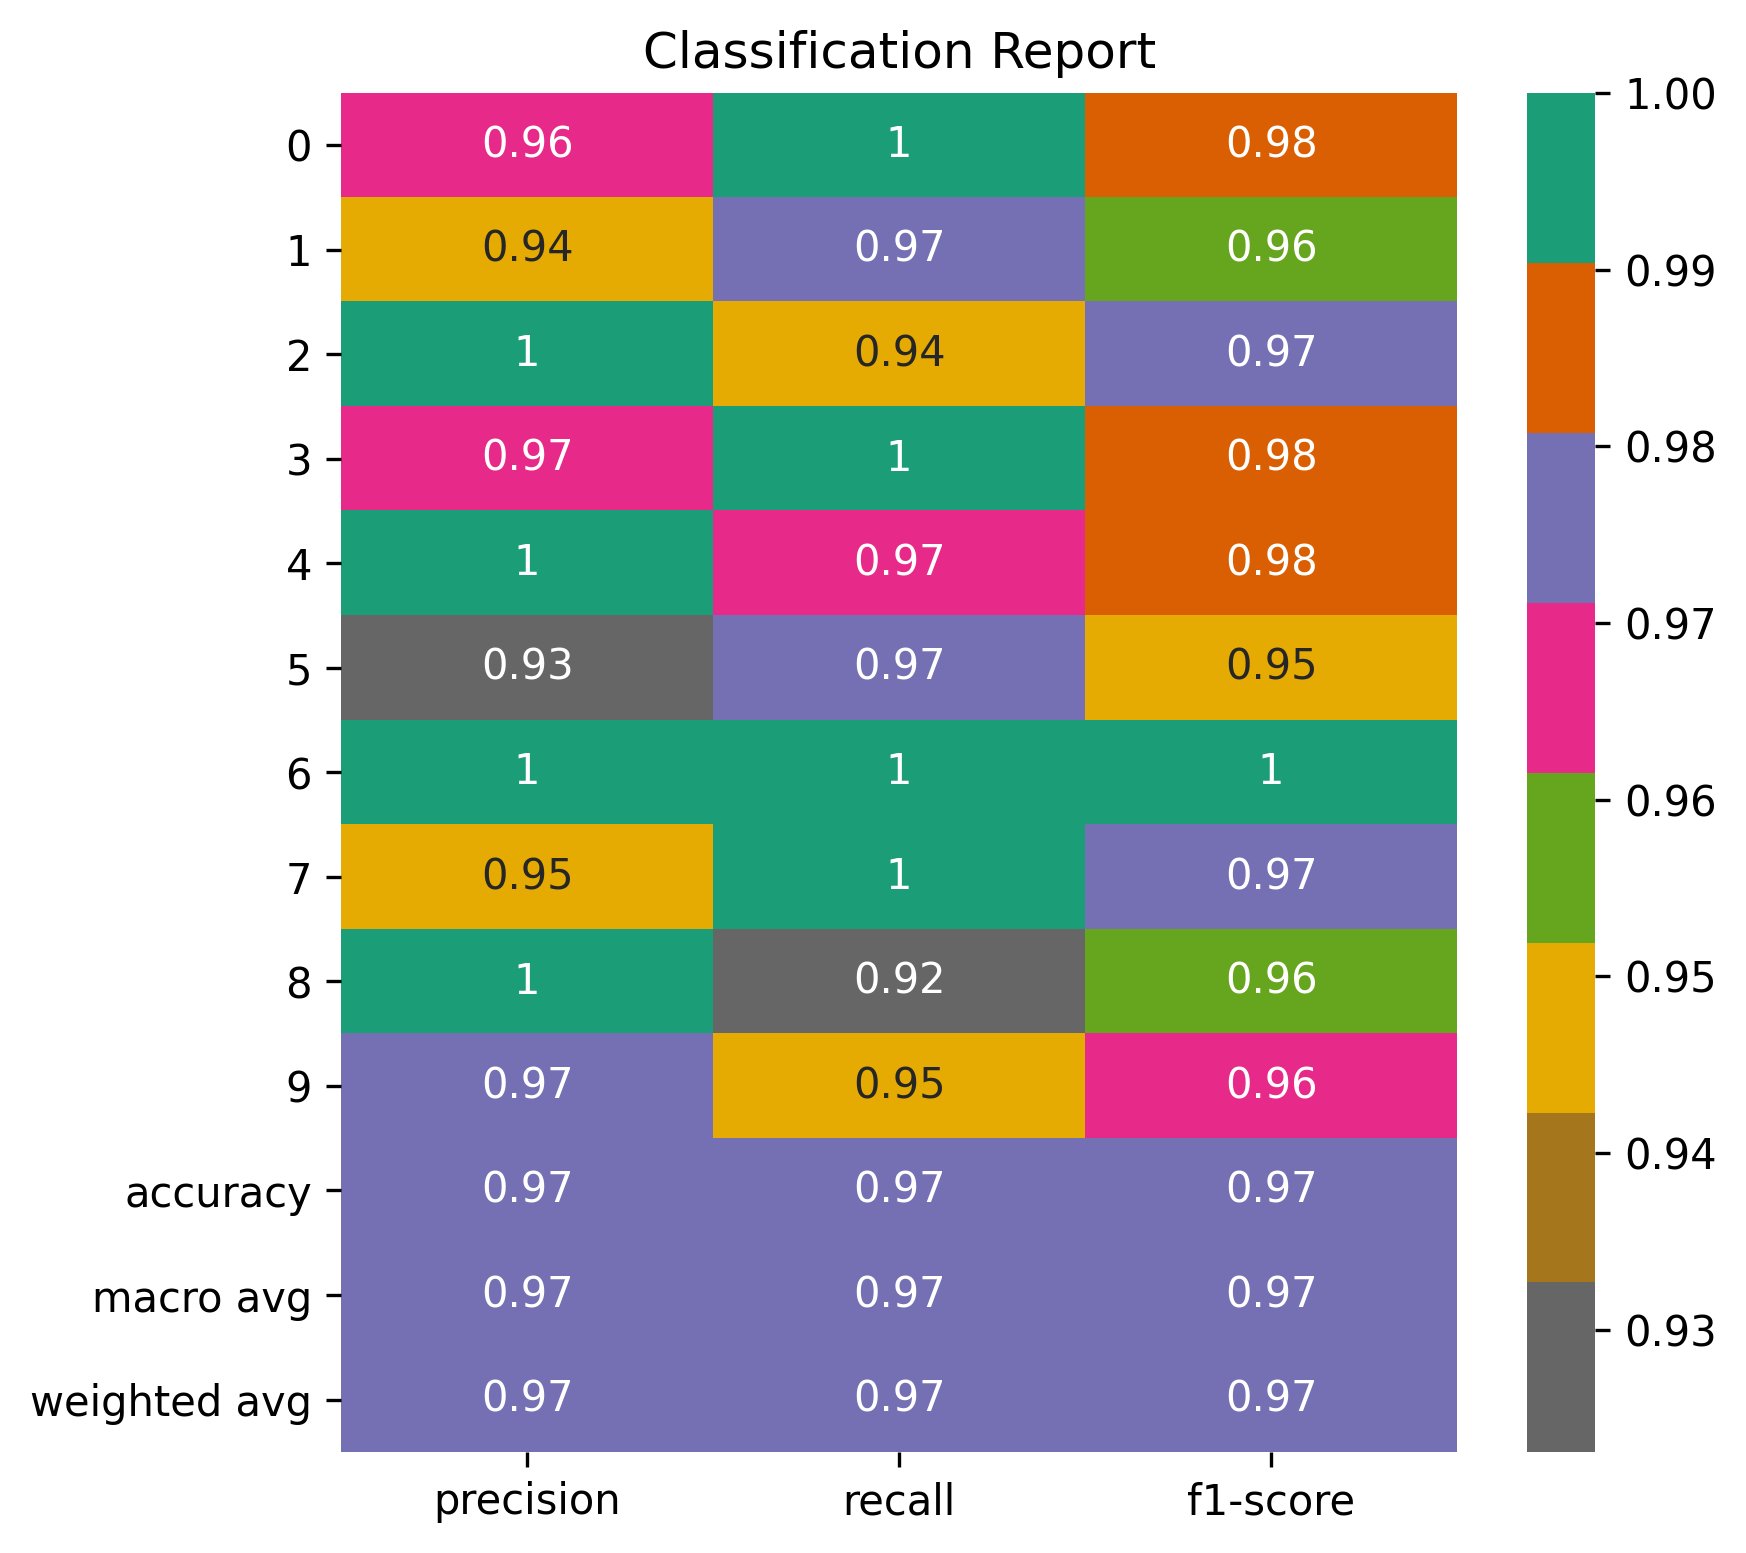 Classification Report
0 0.96 1 0.98
1 0.94 0.97 0.96
2 1 0.94 0.97
3 0.97 1 0.98
4 1 0.97 0.98
5 0.93 0.97 0.95
6 1 1 1
7 0.95 1 0.97
8 1 0.92 0.96
9 0.97 0.95 0.96
accuracy 0.97 0.97 0.97
macro avg 0.97 0.97 0.97
weighted avg 0.97 0.97 0.97
precision recall f1-score
1.00
0.99
0.98
0.97
0.96
0.95
0.94
0.93